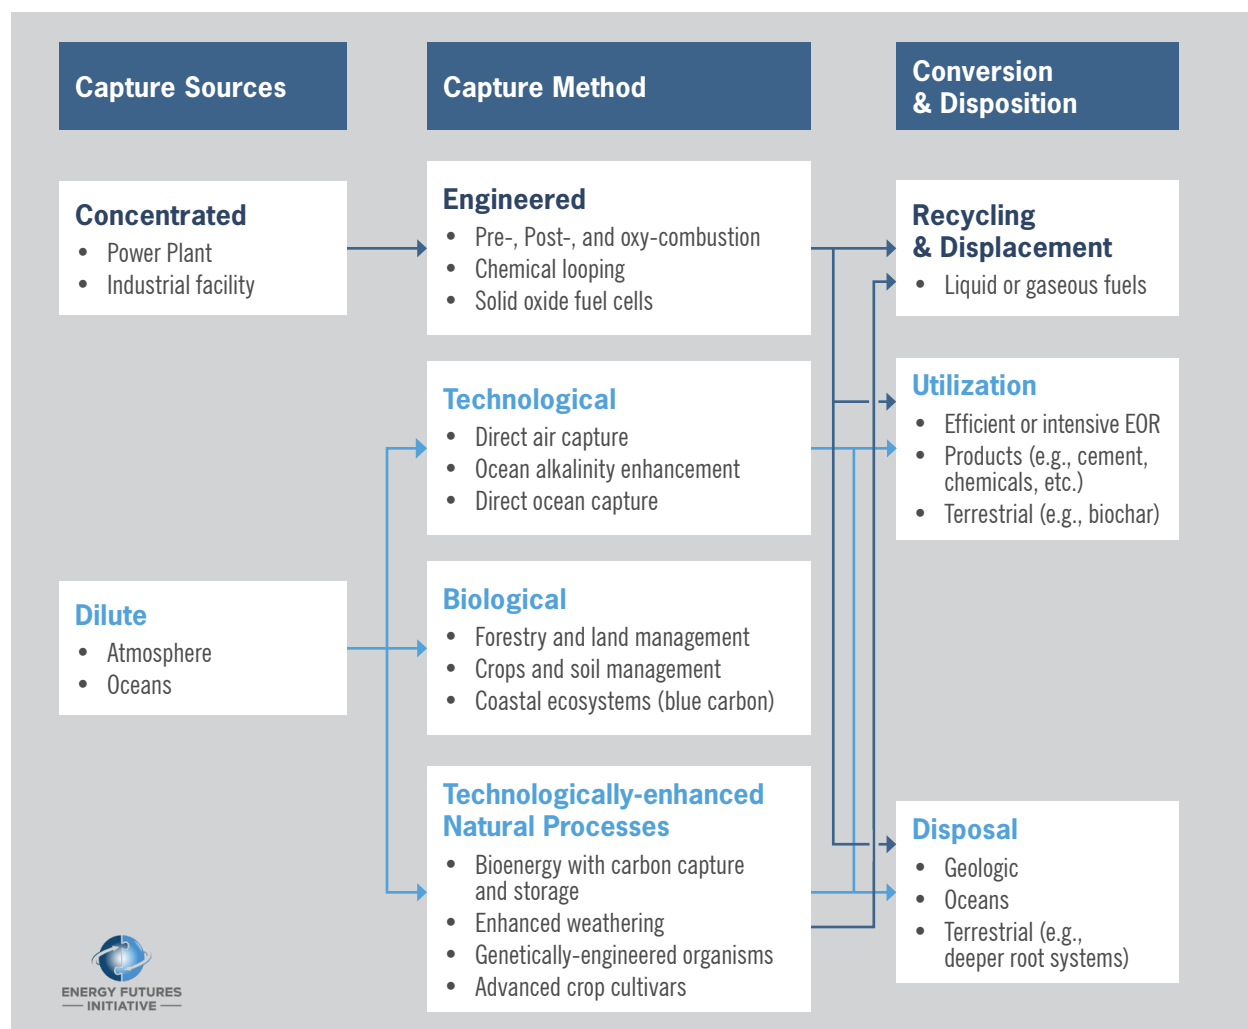 Capture Sources
Capture Method
Conversion
& Disposition
Concentrated
• Power Plant
• Industrial facility
Engineered
• Pre-, Post-, and oxy-combustion
• Chemical looping
• Solid oxide fuel cells
Recycling
& Displacement
• Liquid or gaseous fuels
Technological
• Direct air capture
• Ocean alkalinity enhancement
• Direct ocean capture
Utilization
• Efficient or intensive EOR
• Products (e.g., cement,
chemicals, etc.)
• Terrestrial (e.g., biochar)
Dilute
• Atmosphere
• Oceans
Biological
• Forestry and land management
• Crops and soil management
• Coastal ecosystems (blue carbon)
Technologically-enhanced
Natural Processes
• Bioenergy with carbon capture
and storage
• Enhanced weathering
• Genetically-engineered organisms
• Advanced crop cultivars
Disposal
• Geologic
• Oceans
• Terrestrial (e.g.,
deeper root systems)
ENERGY FUTURES
INITIATIVE